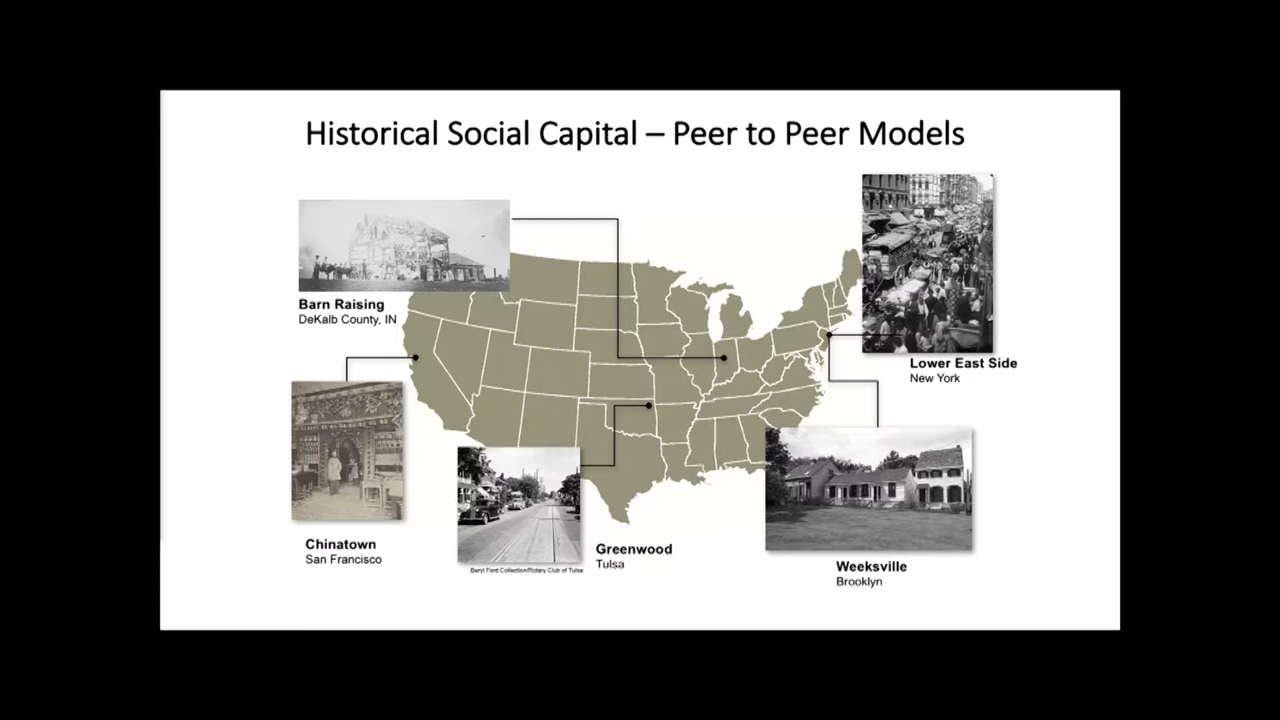 Historical Social Capital – Peer to Peer Models
Barn Raising
DeKalb County, IN
Lower East Side
New York
Chinatown
San Francisco
Beryl Ford Collection/Rotary Club of Tulsa
Greenwood
Tulsa
Weeksville
Brooklyn